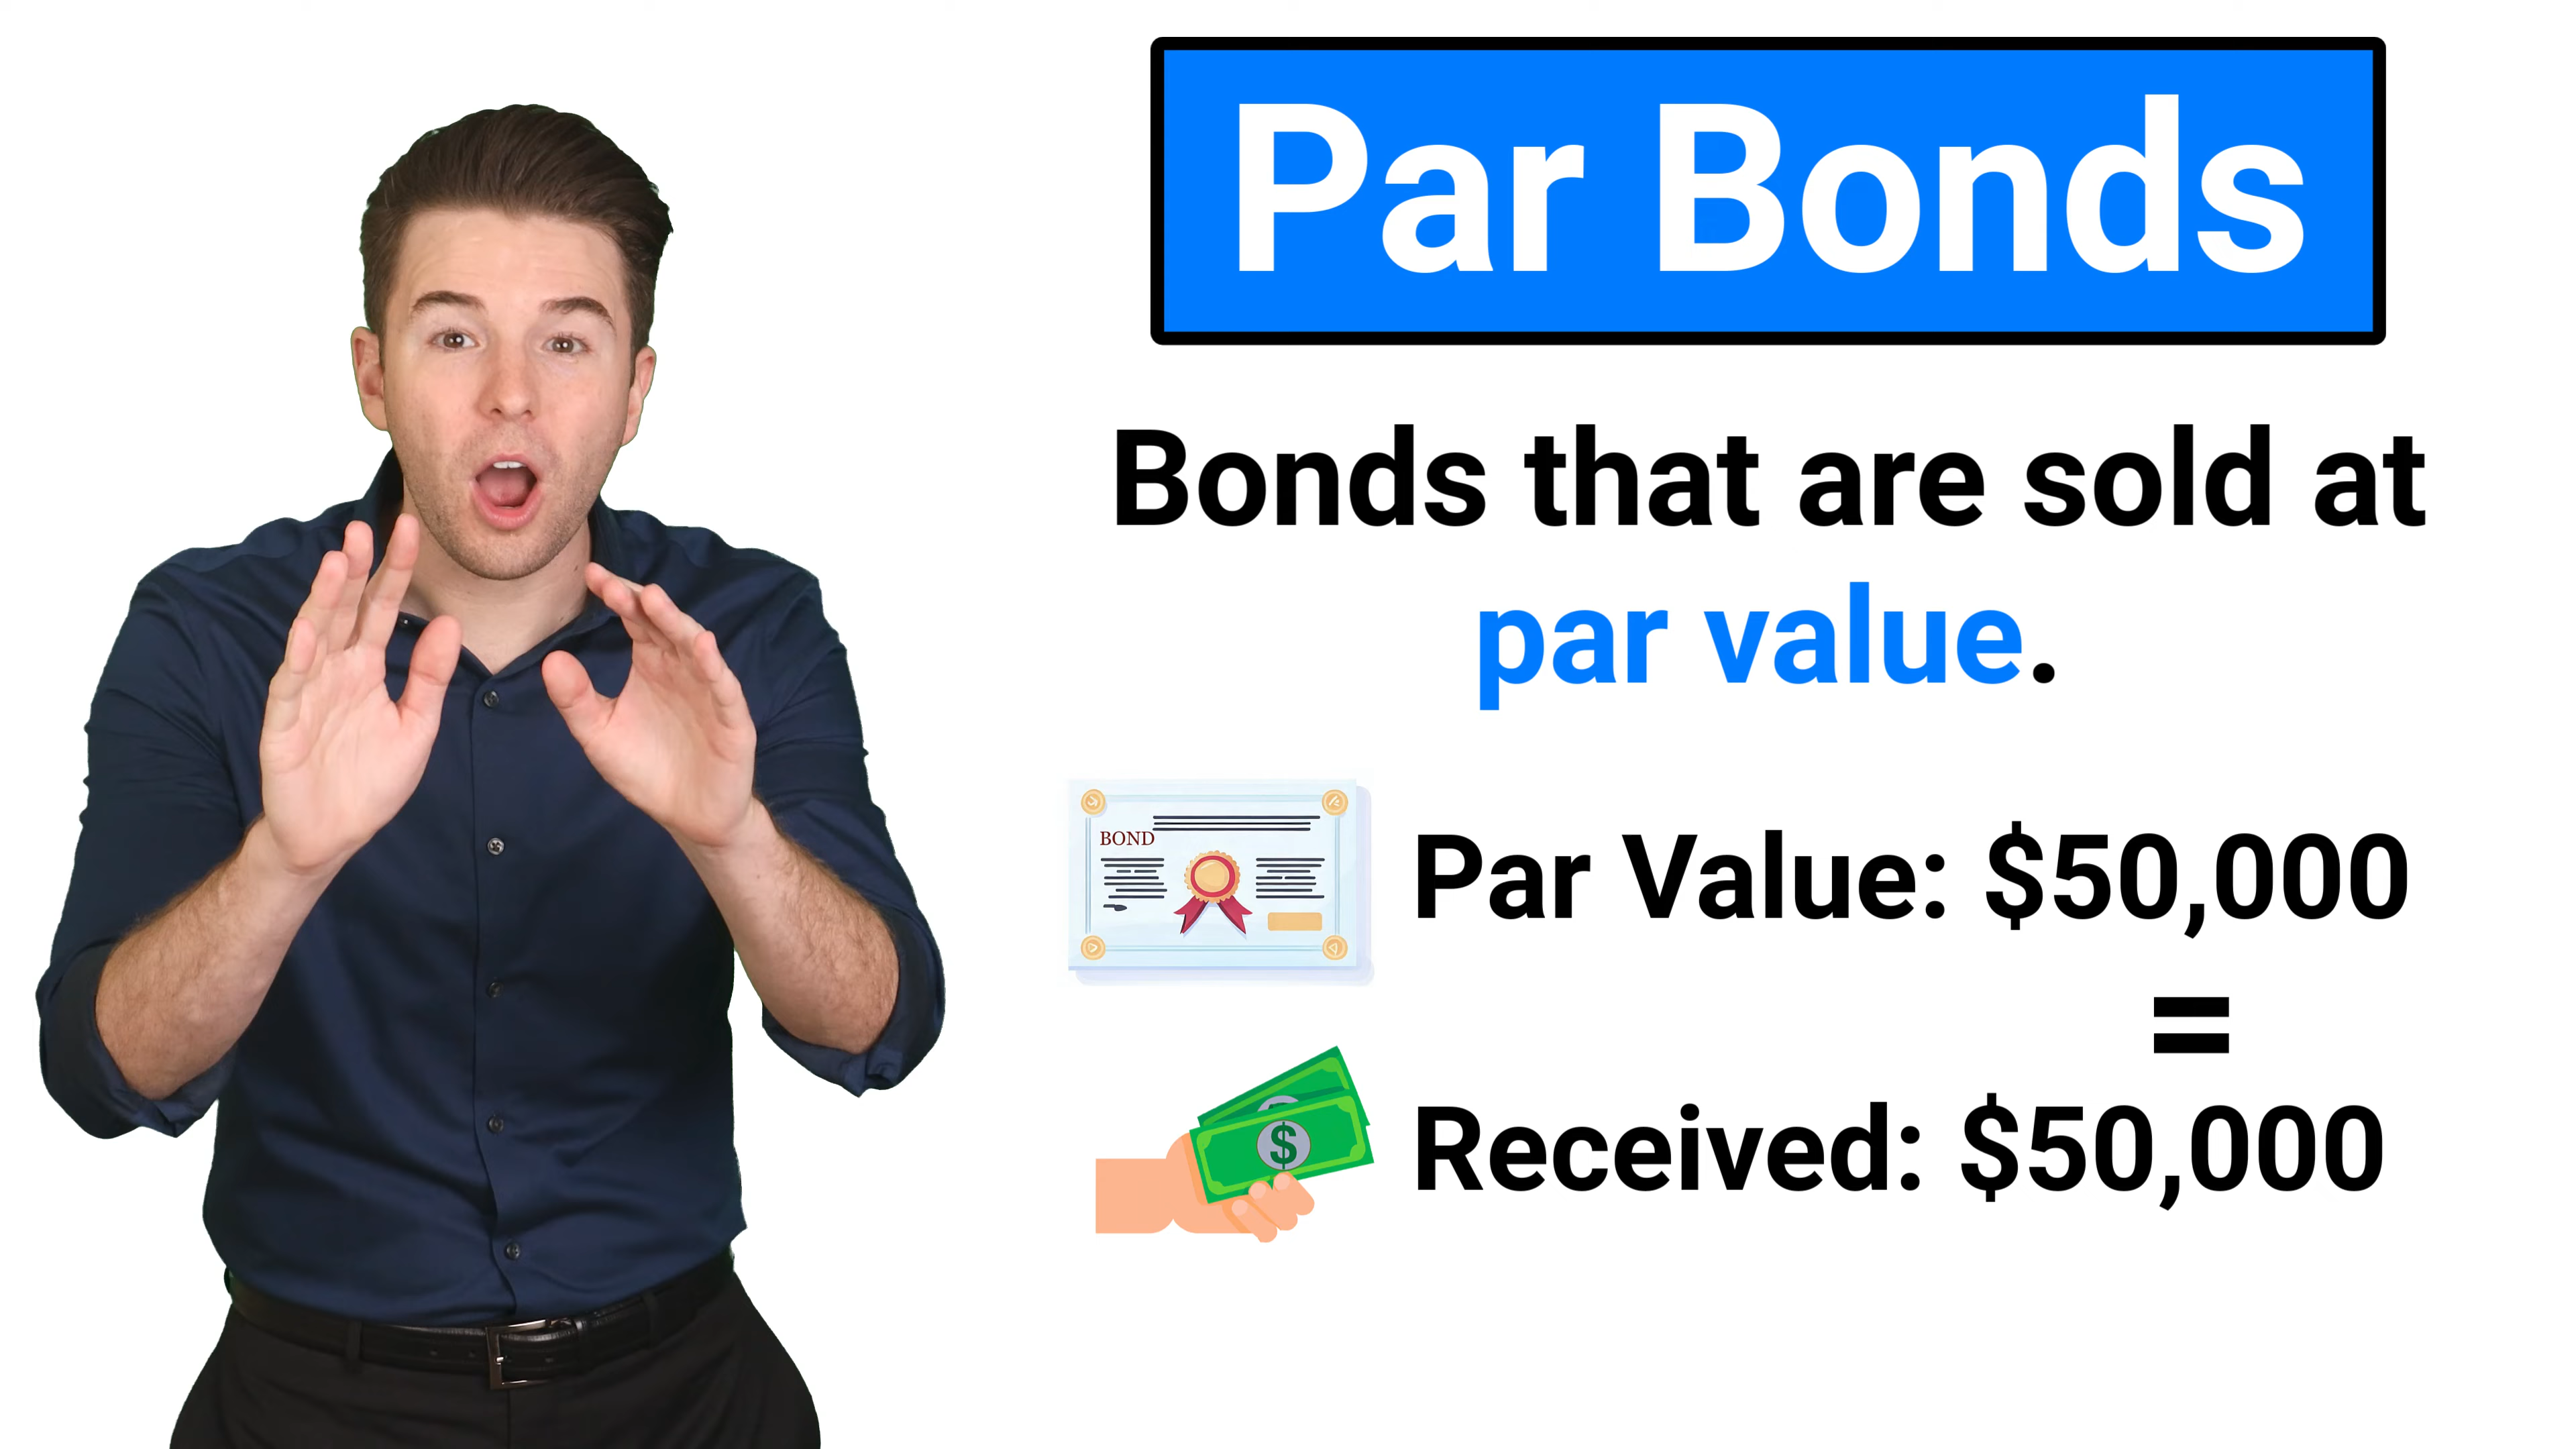 Par Bonds
Bonds that are sold at
par value.
BOND
Par Value: $50,000
=
$
Received: $50,000